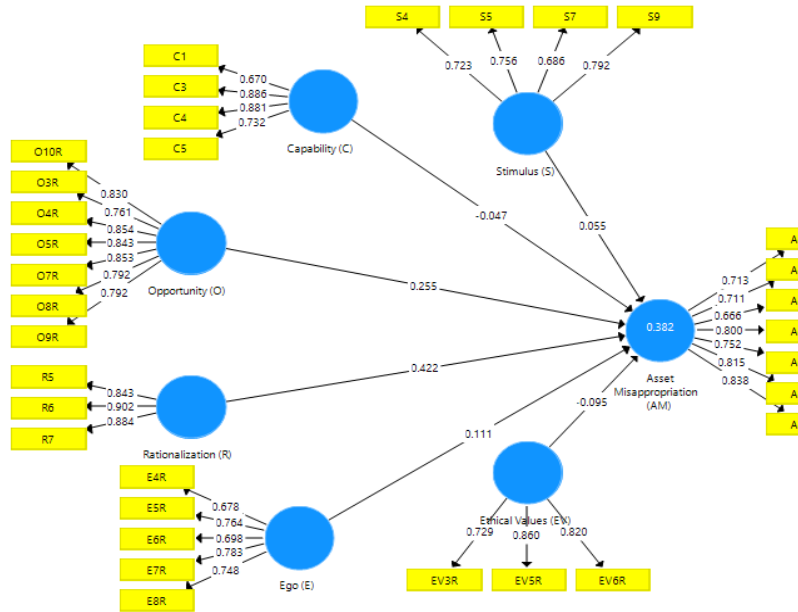 S4
S5
S7
S9
0.723
0.756
0.686
0.792
Stimulus (S)
C1
C3
C4
C5
0.670
0.886
0.881
0.732
Capability (C)
-0.047
0.055
O10R
O3R
O4R
O5R
O7R
O8R
O9R
0.830
0.761
0.854
0.843
0.853
0.792
0.792
Opportunity (O)
0.255
R5
R6
R7
0.843
0.902
0.884
Rationalization (R)
0.422
E4R
E5R
E6R
E7R
E8R
0.678
0.764
0.698
0.783
0.748
Ego (E)
0.111
-0.095
Ethical Values (EV)
0.729
0.860
0.820
EV3R
EV5R
EV6R
0.382
Asset
Misappropriation
(AM)
0.713
0.711
0.666
0.800
0.752
0.815
0.838
A
A
A
A
A
A
A